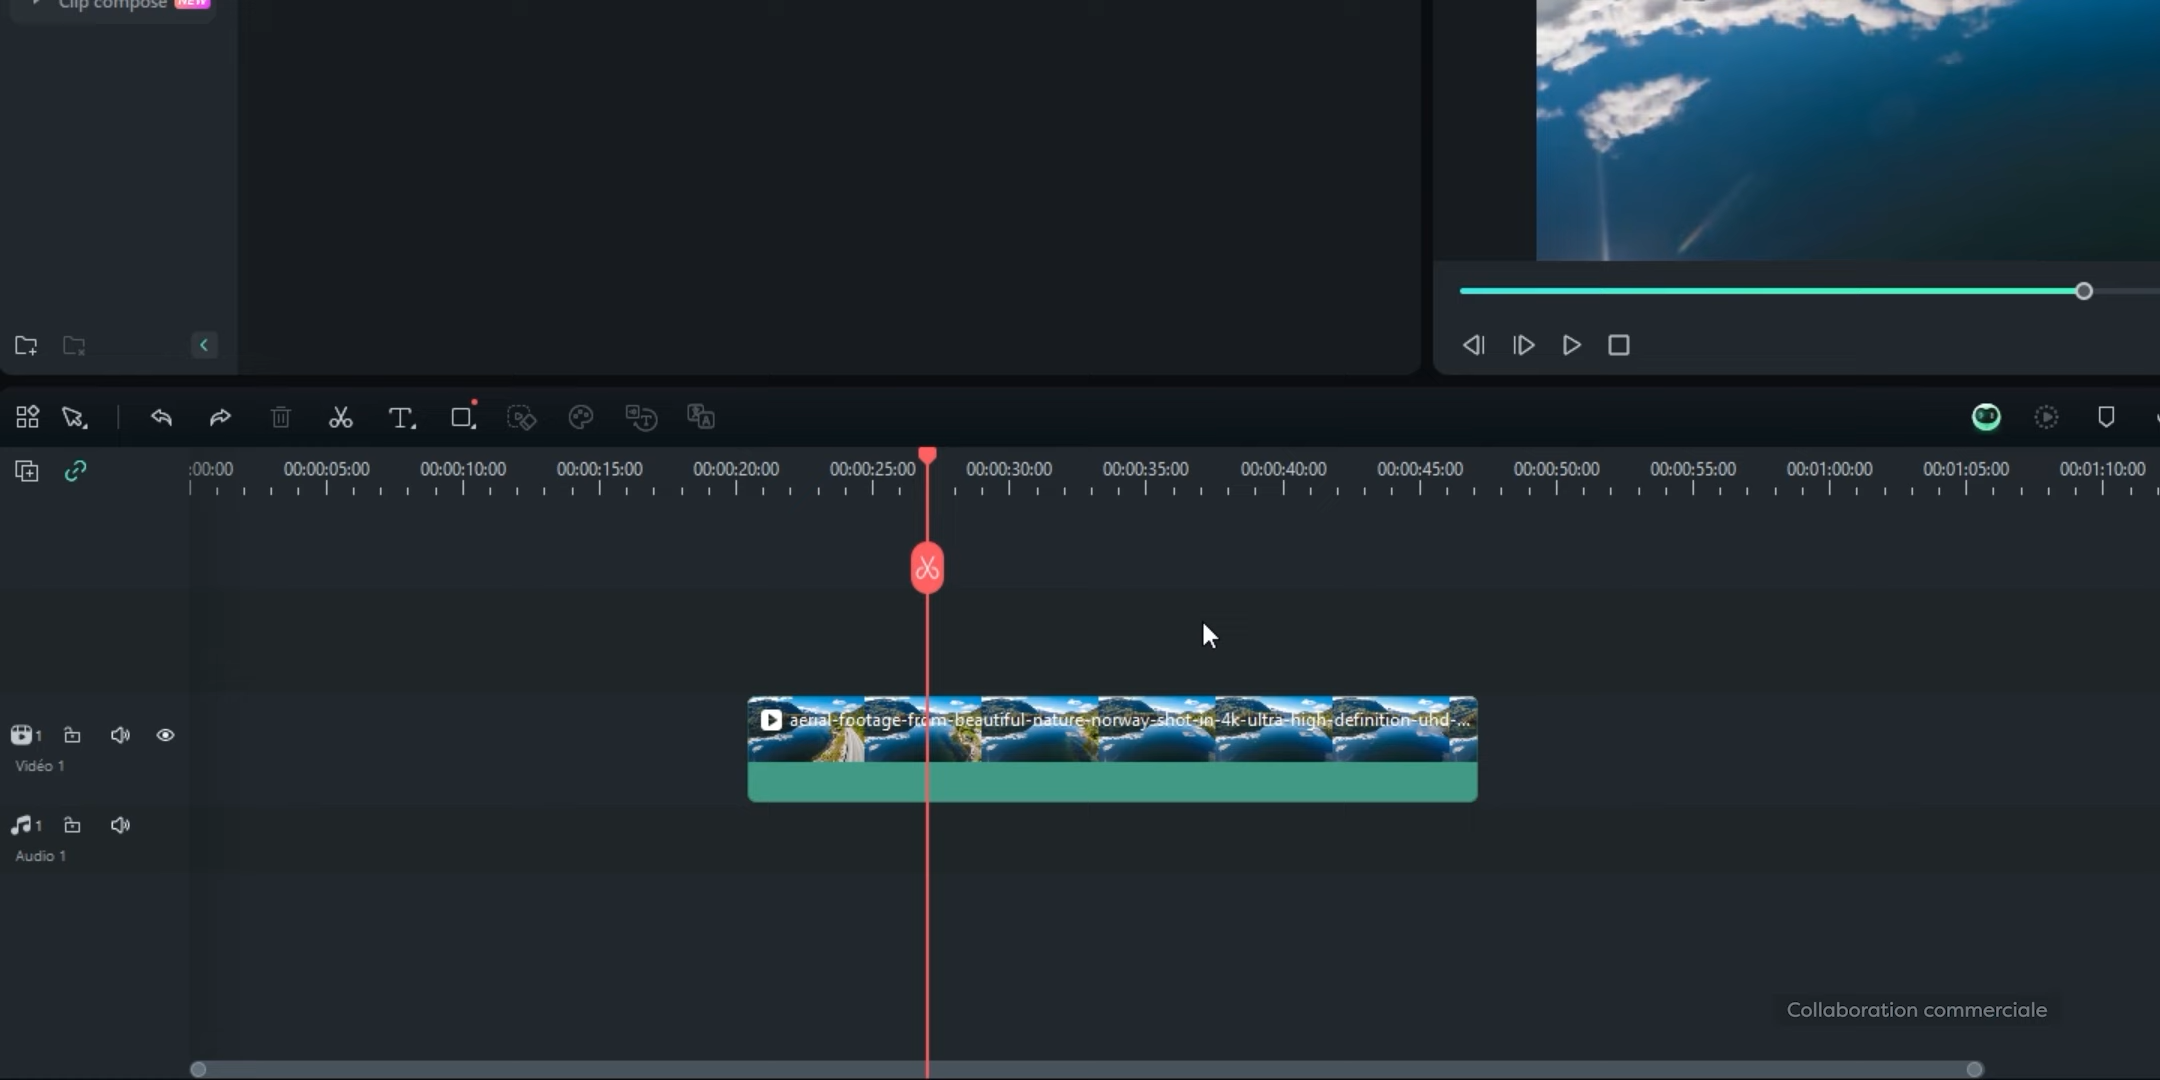 Clip compose NEW
:00:00 00:00:05:00 00:00:10:00 00:00:15:00 00:00:20:00 00:00:25:00 00:00:30:00 00:00:35:00 00:00:40:00 00:00:45:00 00:00:50:00 00:00:55:00 00:01:00:00 00:01:05:00 00:01:10:00
aerial-footage-from-beautiful-nature-norway-shot-in-4k-ultra-high-definition-uhd-...
1
Vidéo 1
1
Audio 1
Collaboration commerciale